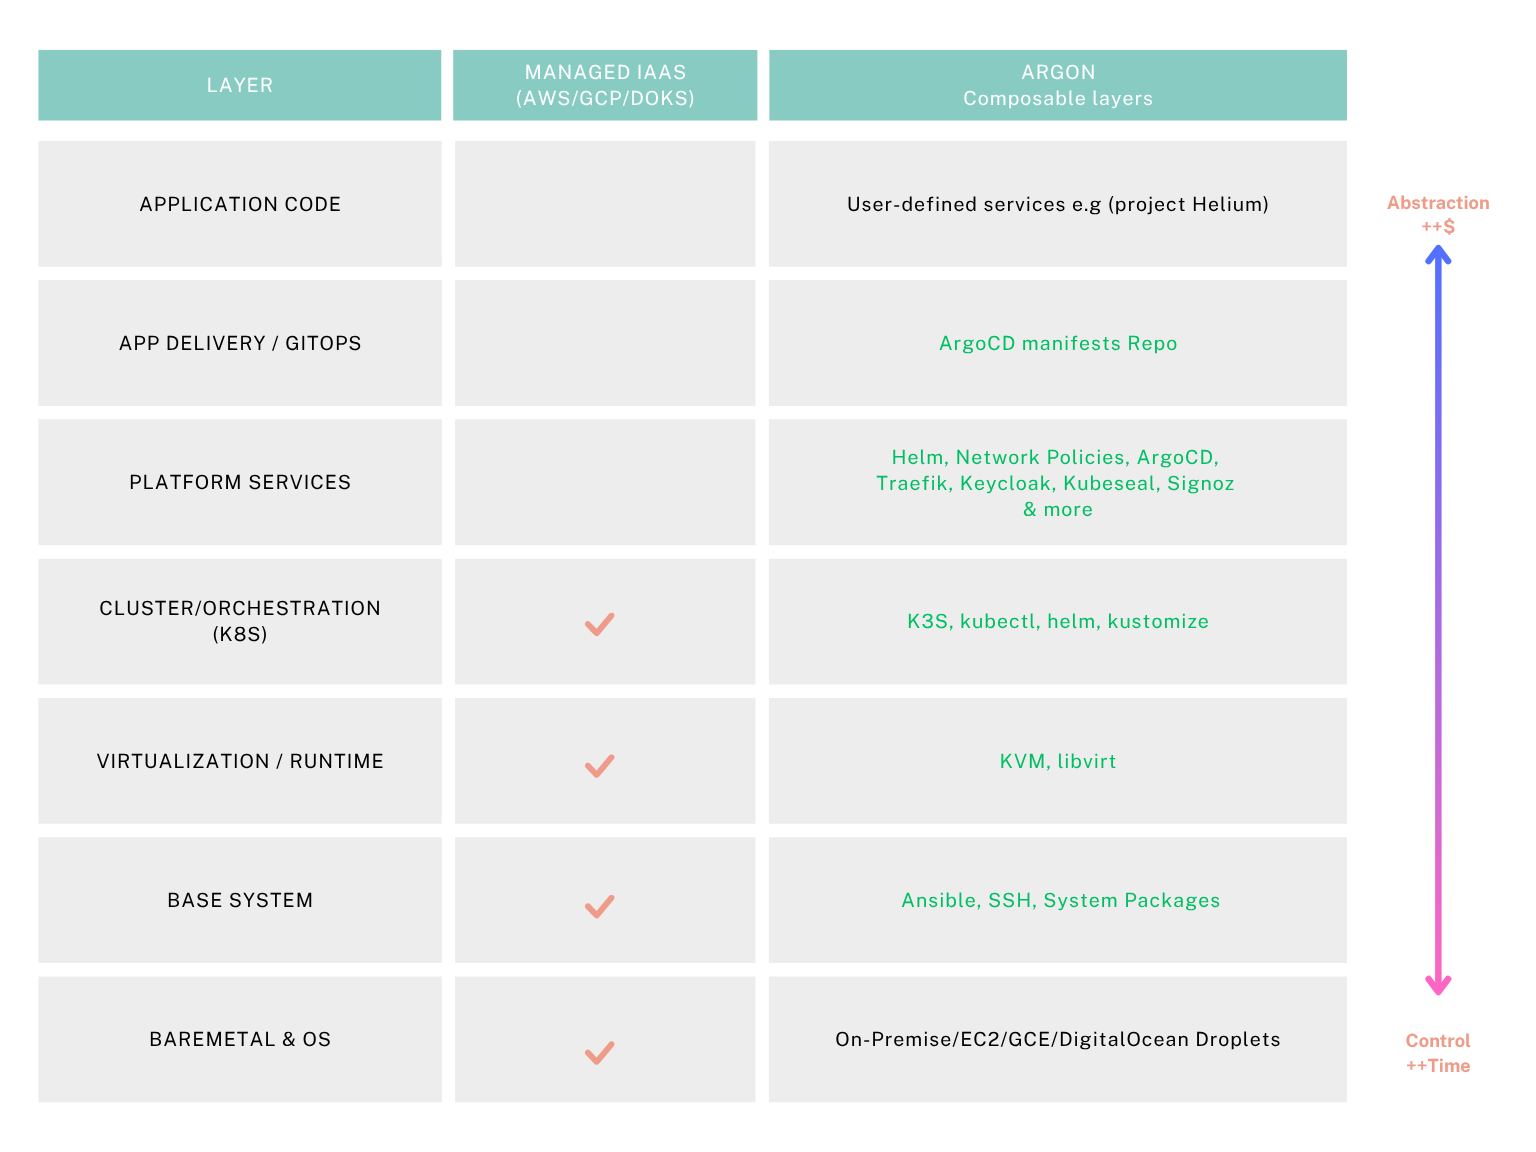 LAYER
MANAGED IAAS
(AWS/GCP/DOKS)
ARGON
Composable layers
APPLICATION CODE
User-defined services e.g (project Helium)
Abstraction
++$
APP DELIVERY / GITOPS
ArgoCD manifests Repo
PLATFORM SERVICES
Helm, Network Policies, ArgoCD,
Traefik, Keycloak, Kubeseal, Signoz
& more
CLUSTER/ORCHESTRATION
(K8S)
K3S, kubectl, helm, kustomize
VIRTUALIZATION / RUNTIME
KVM, libvirt
BASE SYSTEM
Ansible, SSH, System Packages
BAREMETAL & OS
On-Premise/EC2/GCE/DigitalOcean Droplets
Control
++Time